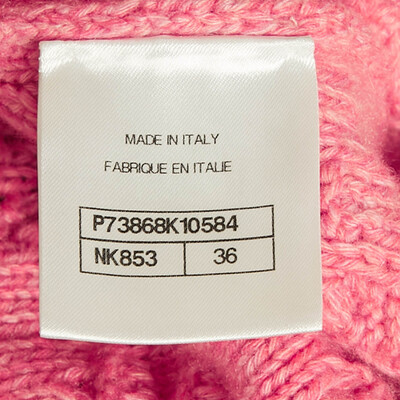 MADE IN ITALY
FABRIQUE EN ITALIE
P73868K10584
NK853 36